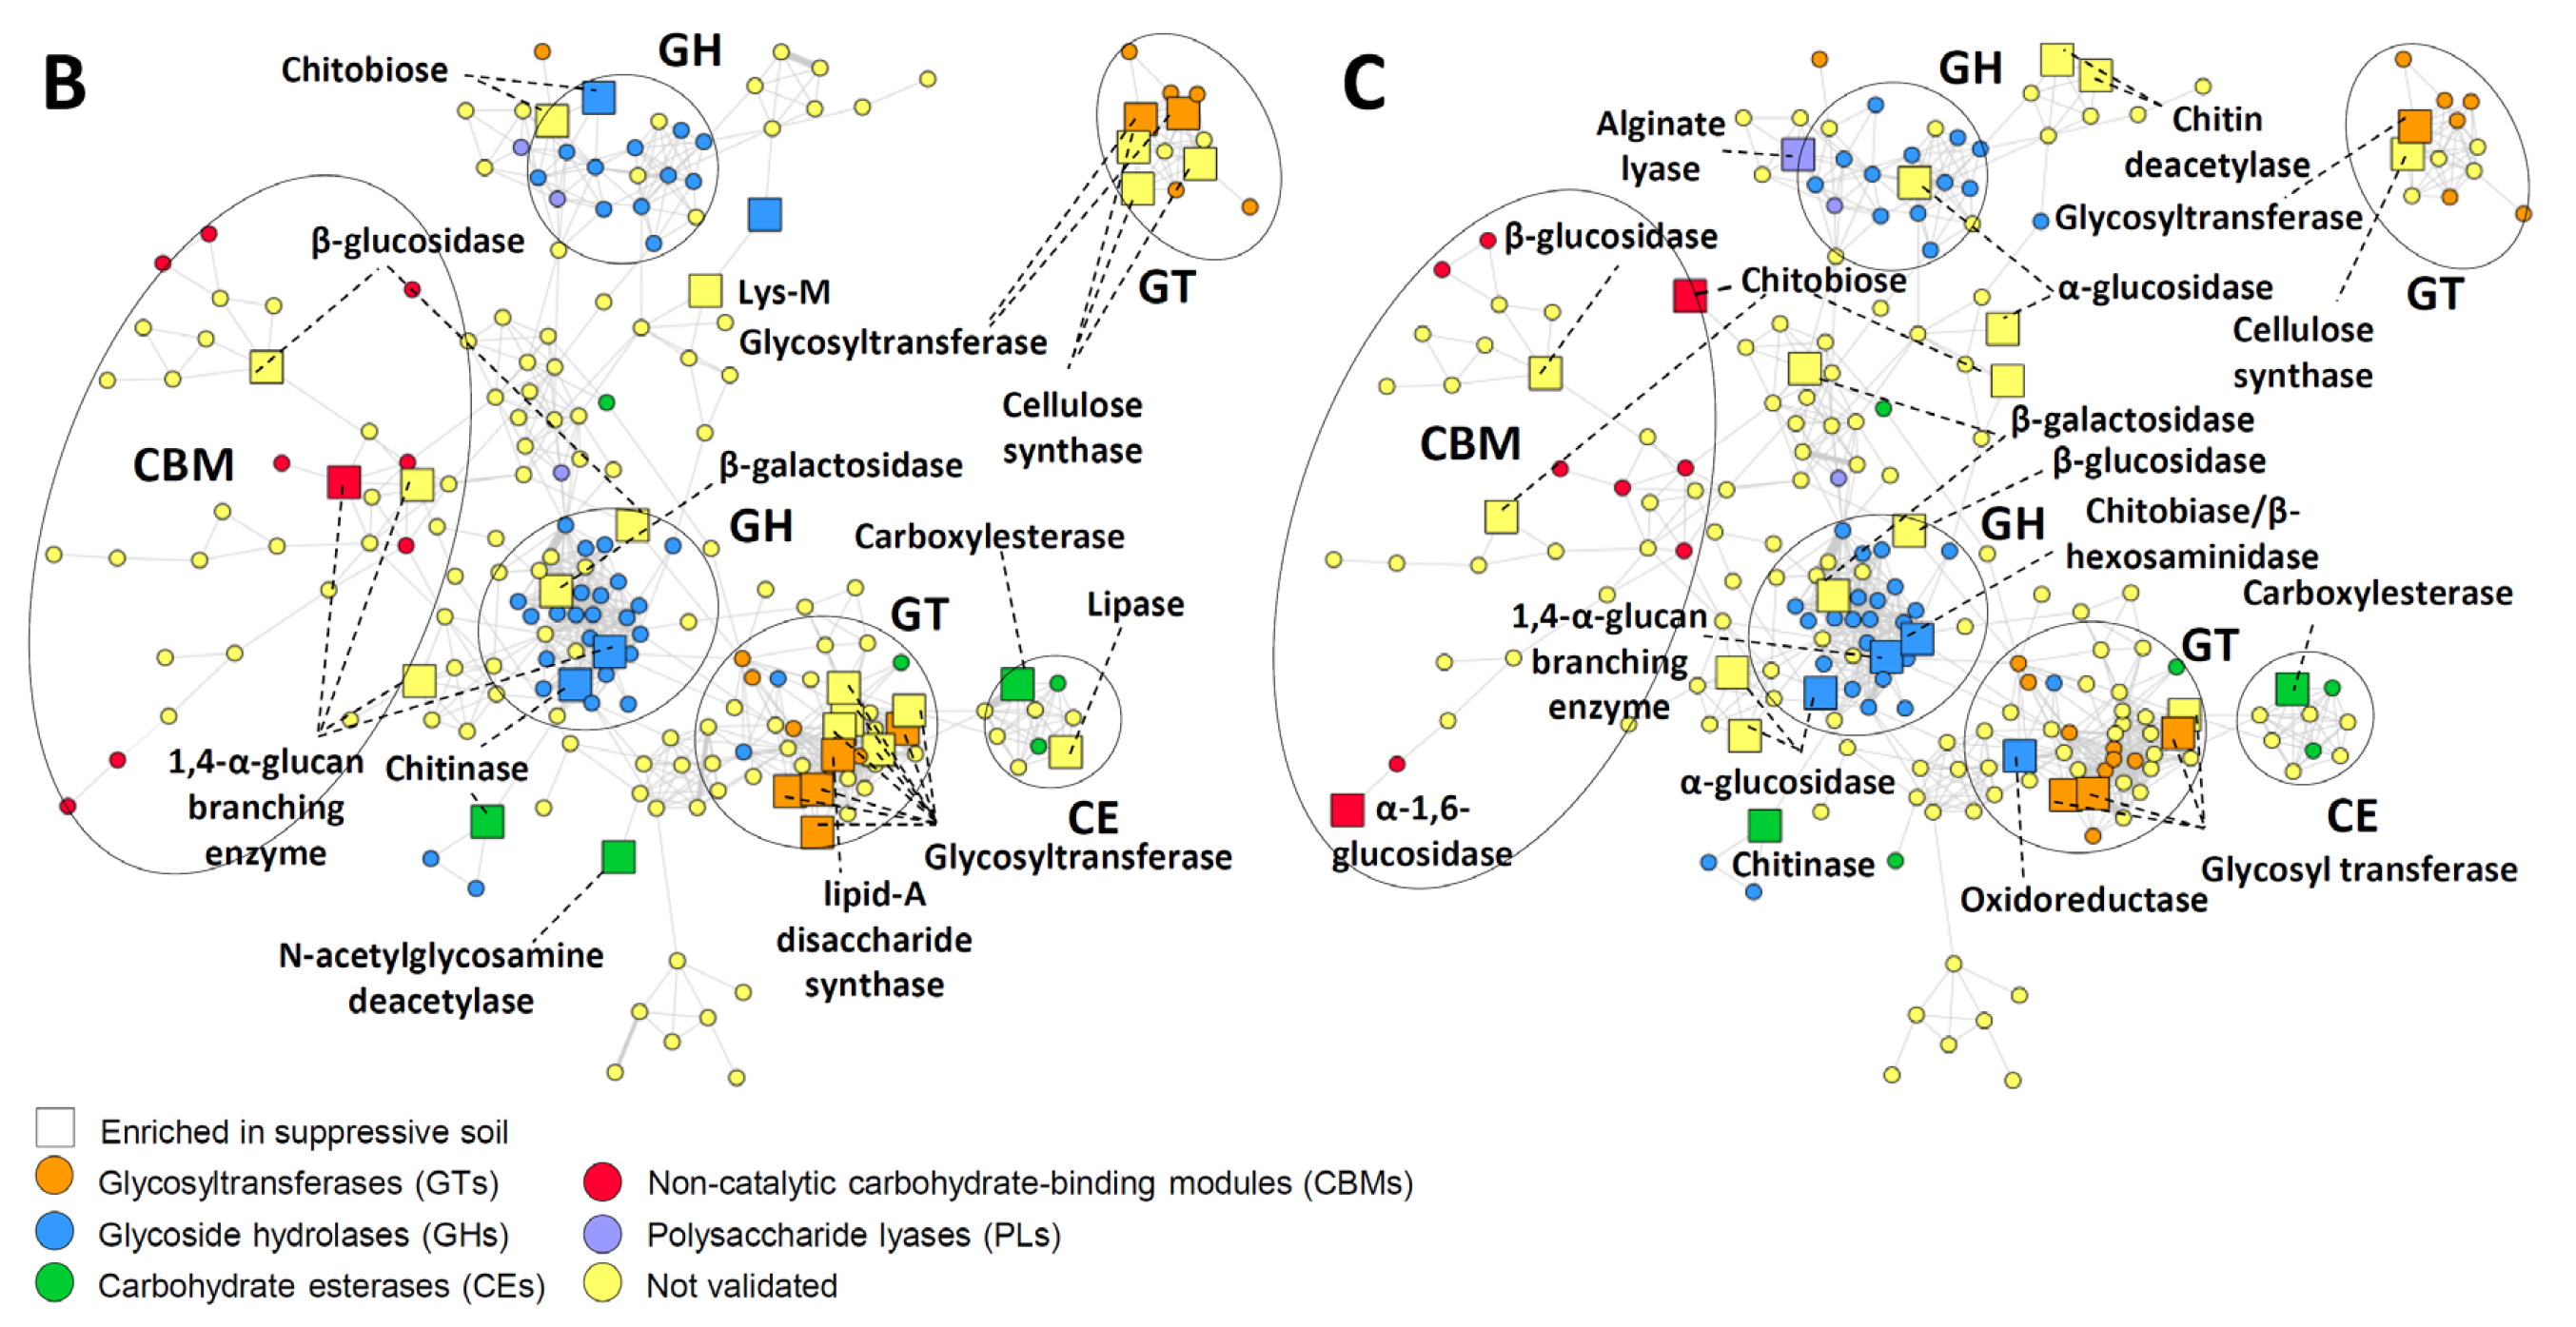 B
Chitobiose
GH
β-glucosidase
Lys-M
Glycosyltransferase
GT
Cellulose
synthase
CBM
β-galactosidase
GH
Carboxylesterase
Lipase
GT
1,4-α-glucan
branching
enzyme
Chitinase
CE
Glycosyltransferase
lipid-A
disaccharide
synthase
N-acetylglycosamine
deacetylase
C
GH
Alginate
lyase
Chitin
deacetylase
β-glucosidase
Glycosyltransferase
Chitobiose
α-glucosidase
GT
Cellulose
synthase
CBM
β-galactosidase
β-glucosidase
GH
Chitobiase/β-
hexosaminidase
Carboxylesterase
1,4-α-glucan
branching
enzyme
GT
α-glucosidase
α-1,6-
glucosidase
CE
Chitinase
Glycosyl transferase
Oxidoreductase
Enriched in suppressive soil
Glycosyltransferases (GTs)
Glycoside hydrolases (GHs)
Carbohydrate esterases (CEs)
Non-catalytic carbohydrate-binding modules (CBMs)
Polysaccharide lyases (PLs)
Not validated